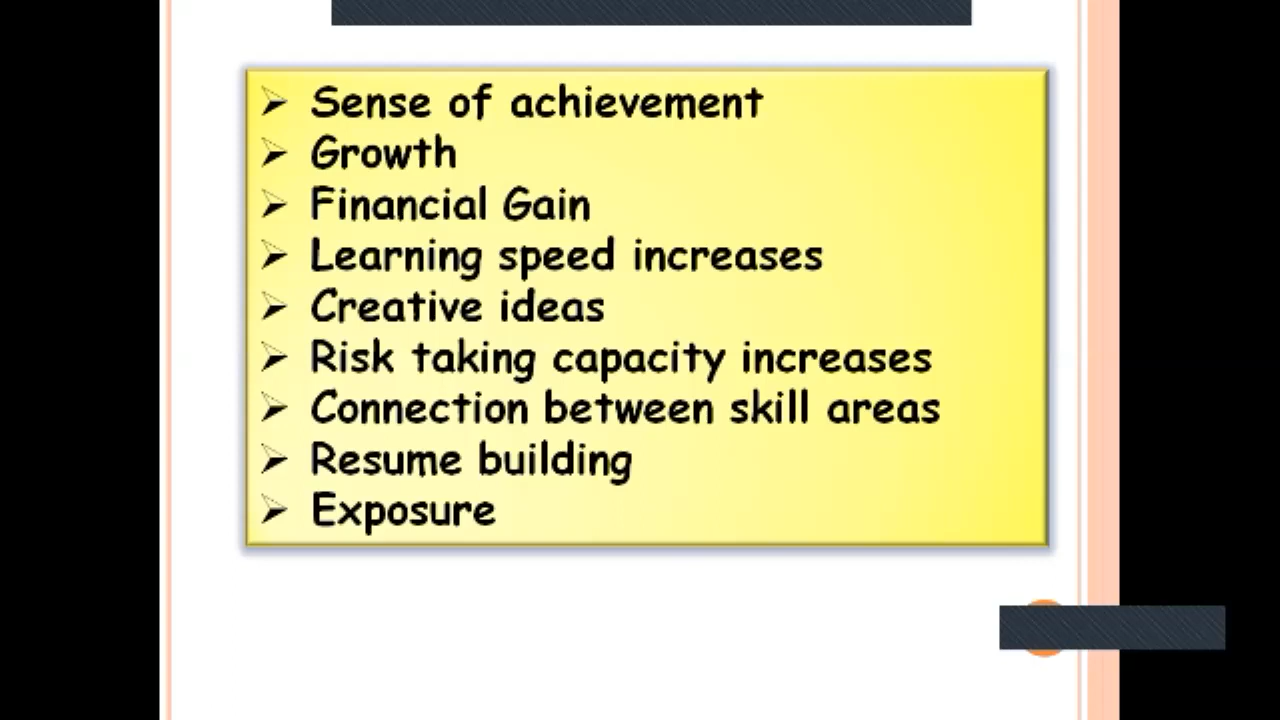 ➢ Sense of achievement
➢ Growth
➢ Financial Gain
➢ Learning speed increases
➢ Creative ideas
➢ Risk taking capacity increases
➢ Connection between skill areas
➢ Resume building
➢ Exposure